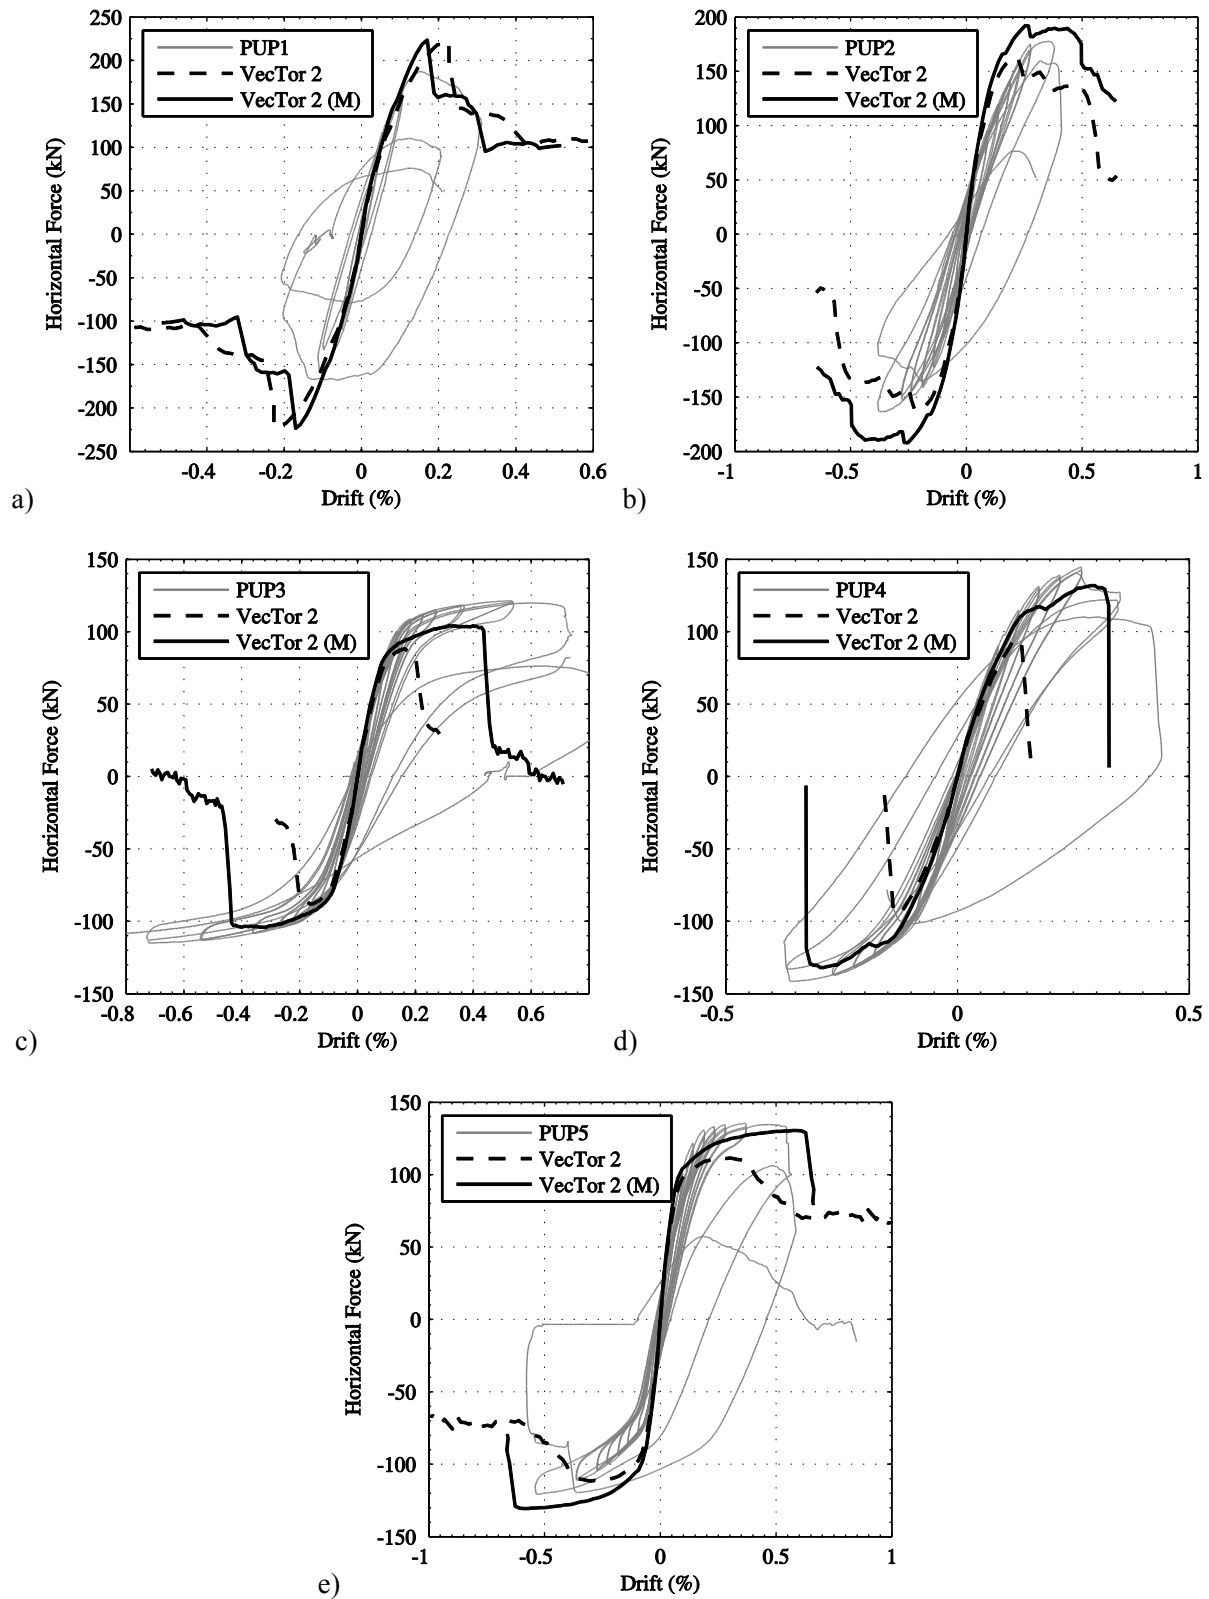 250
200
150
100
50
0
-50
-100
-150
-200
-250
Horizontal Force (kN)
PUP1
VecTor 2
VecTor 2 (M)
-0.4 -0.2 0 0.2 0.4 0.6
Drift (%)
a)
200
150
100
50
0
-50
-100
-150
-200
Horizontal Force (kN)
PUP2
VecTor 2
VecTor 2 (M)
-1 -0.5 0 0.5 1
Drift (%)
b)
150
100
50
0
-50
-100
-150
Horizontal Force (kN)
PUP3
VecTor 2
VecTor 2 (M)
-0.8 -0.6 -0.4 -0.2 0 0.2 0.4 0.6
Drift (%)
c)
150
100
50
0
-50
-100
-150
Horizontal Force (kN)
PUP4
VecTor 2
VecTor 2 (M)
-0.5 0 0.5
Drift (%)
d)
150
100
50
0
-50
-100
-150
Horizontal Force (kN)
PUP5
VecTor 2
VecTor 2 (M)
-1 -0.5 0 0.5 1
Drift (%)
e)